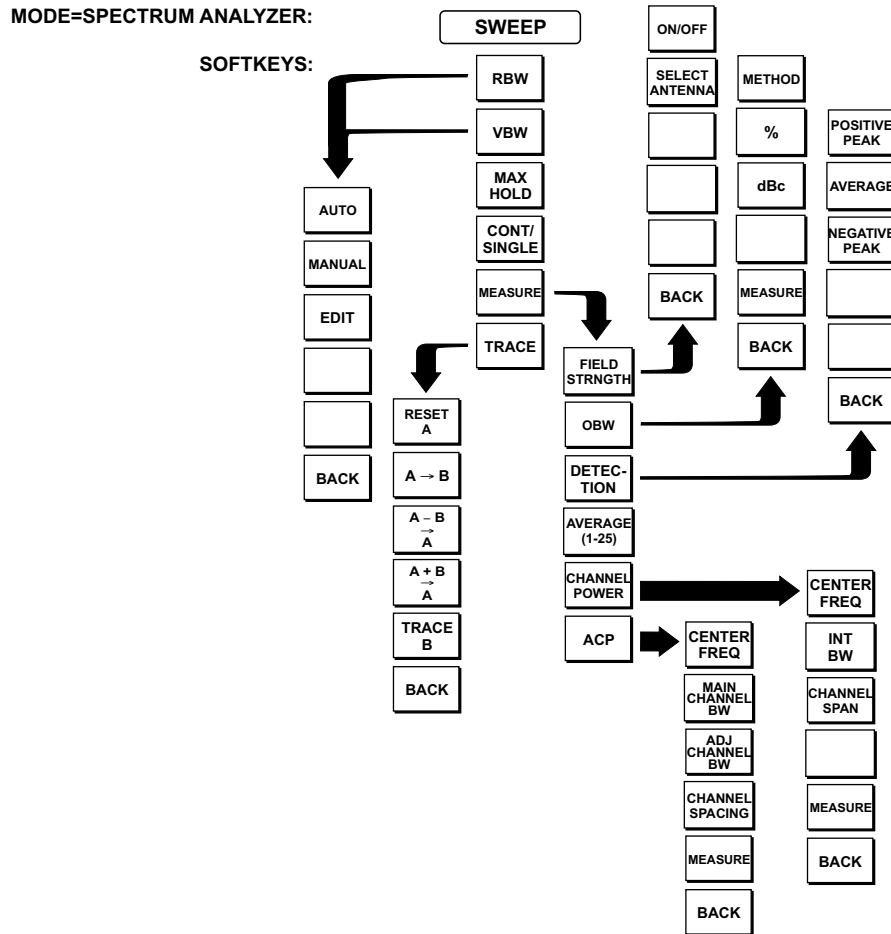 MODE=SPECTRUM ANALYZER:
SOFTKEYS:
SWEEP
RBW
VBW
MAX
HOLD
CONT/
SINGLE
MEASURE
TRACE
AUTO
MANUAL
EDIT
BACK
RESET
A
A → B
A – B
→
A
A + B
→
A
TRACE
B
BACK
FIELD
STRNGTH
OBW
DETEC-
TION
AVERAGE
(1-25)
CHANNEL
POWER
ACP
ON/OFF
SELECT
ANTENNA
BACK
METHOD
%
dBc
MEASURE
BACK
POSITIVE
PEAK
AVERAGE
NEGATIVE
PEAK
BACK
CENTER
FREQ
MAIN
CHANNEL
BW
ADJ
CHANNEL
BW
CHANNEL
SPACING
MEASURE
BACK
CENTER
FREQ
INT
BW
CHANNEL
SPAN
MEASURE
BACK